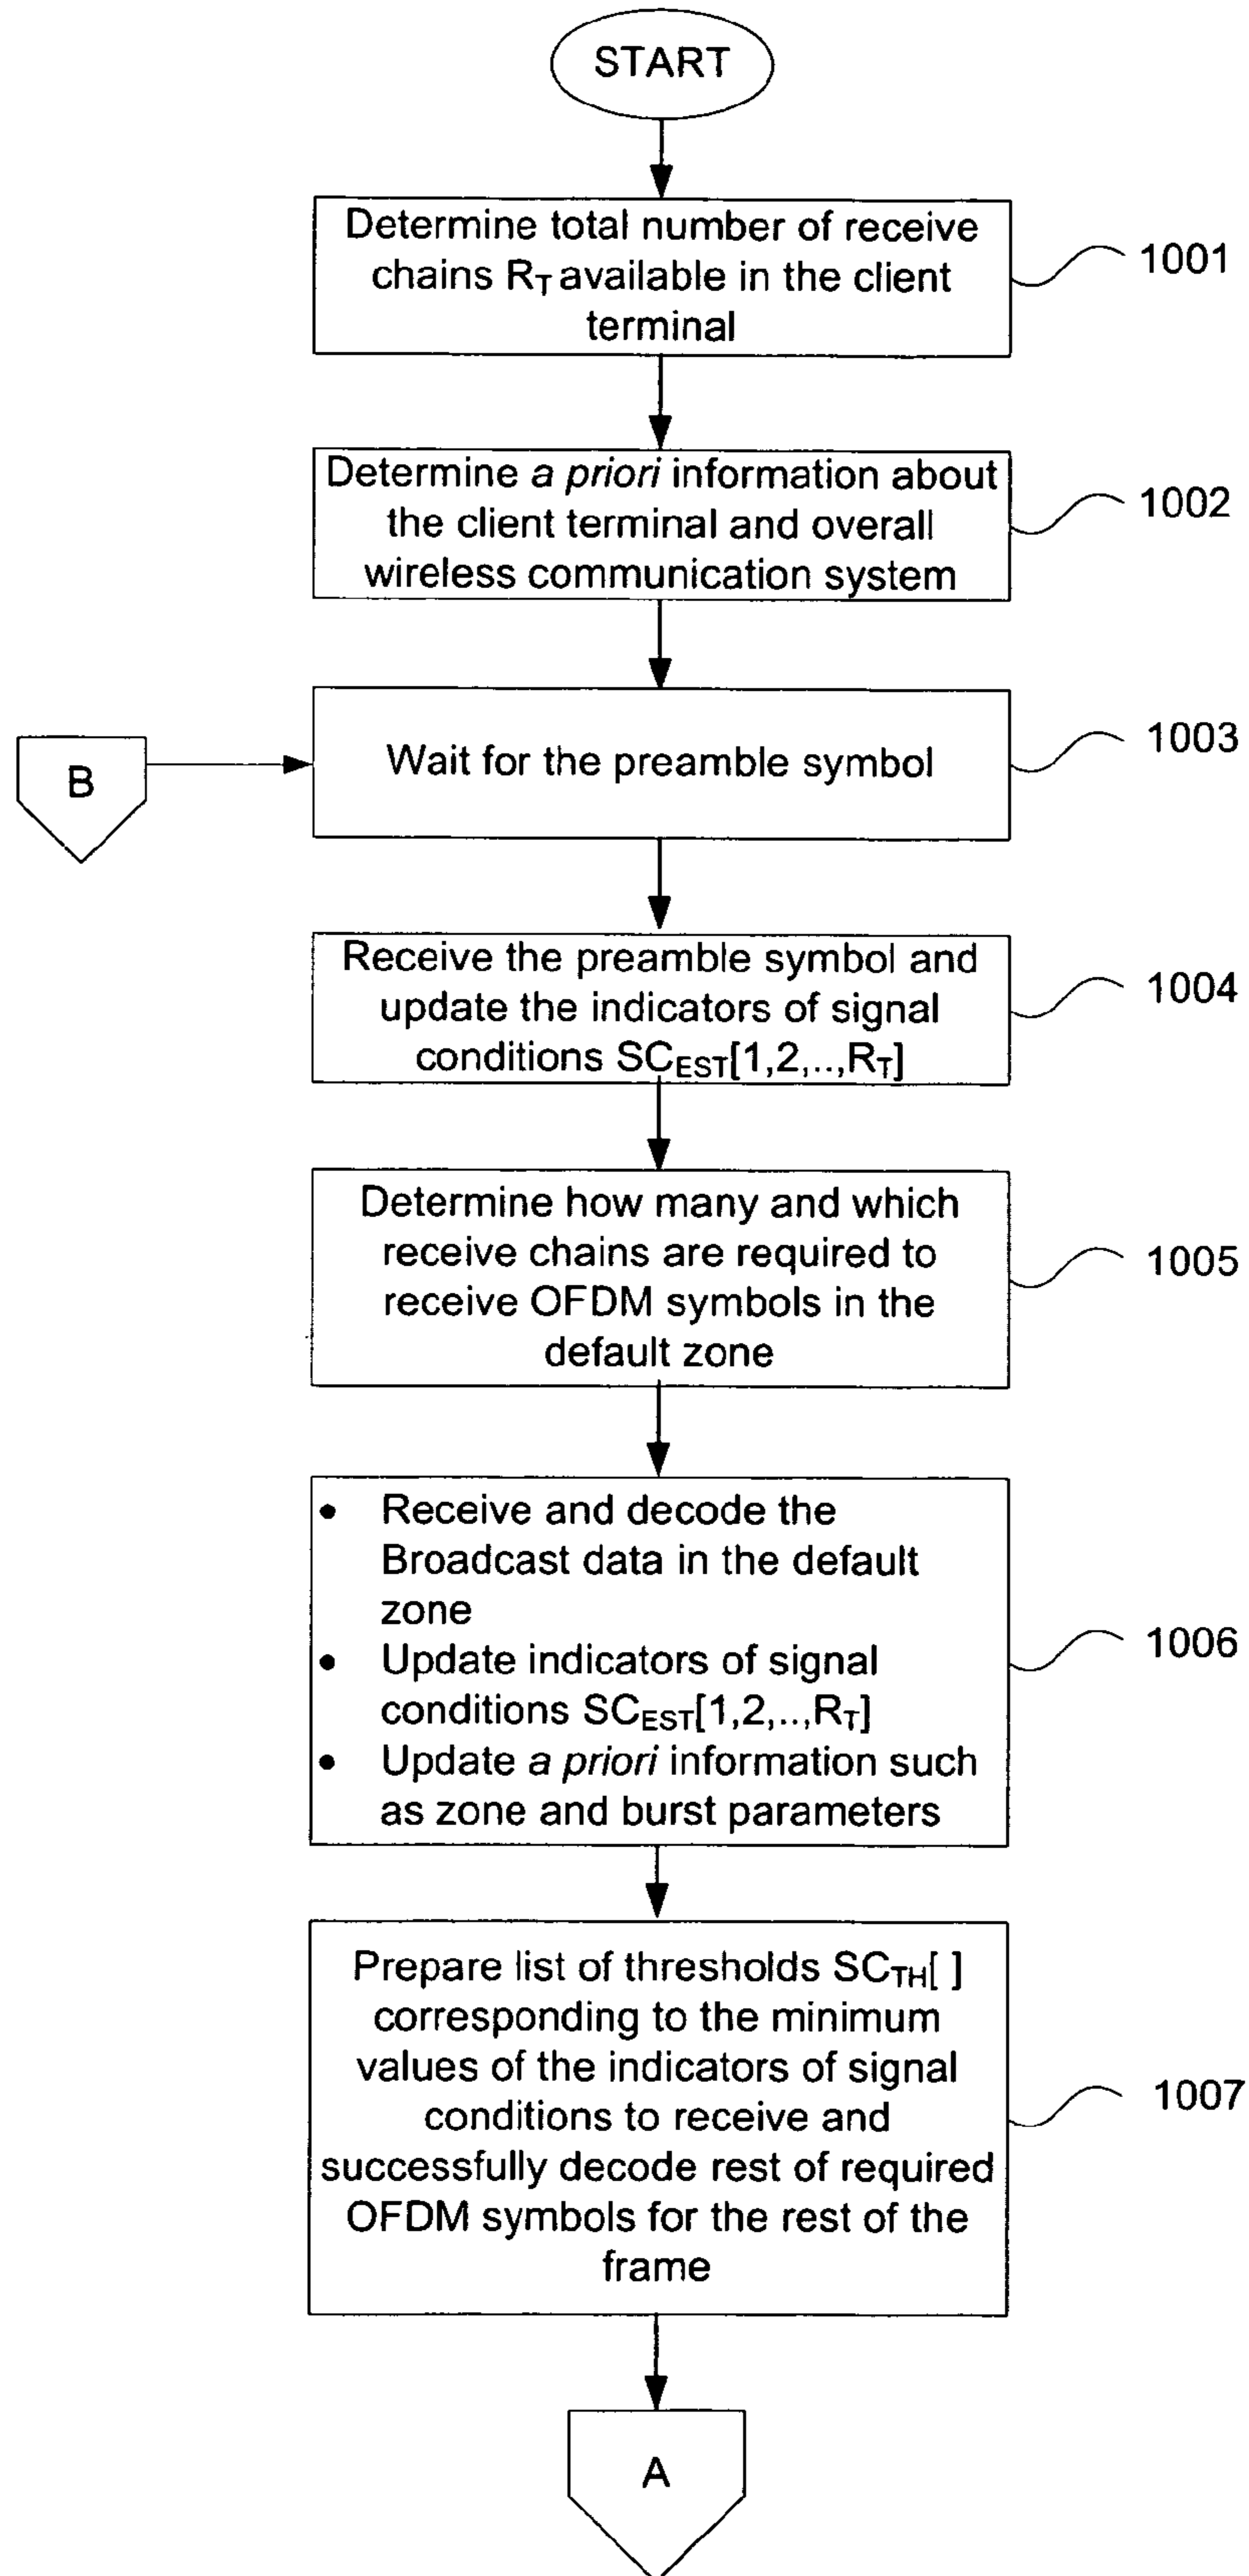 START
Determine total number of receive
chains R_T available in the client
terminal
1001
Determine a priori information about
the client terminal and overall
wireless communication system
1002
B
Wait for the preamble symbol
1003
Receive the preamble symbol and
update the indicators of signal
conditions SC_EST[1,2,..,R_T]
1004
Determine how many and which
receive chains are required to
receive OFDM symbols in the
default zone
1005
• Receive and decode the
Broadcast data in the default
zone
• Update indicators of signal
conditions SC_EST[1,2,..,R_T]
• Update a priori information such
as zone and burst parameters
1006
Prepare list of thresholds SC_TH[ ]
corresponding to the minimum
values of the indicators of signal
conditions to receive and
successfully decode rest of required
OFDM symbols for the rest of the
frame
1007
A